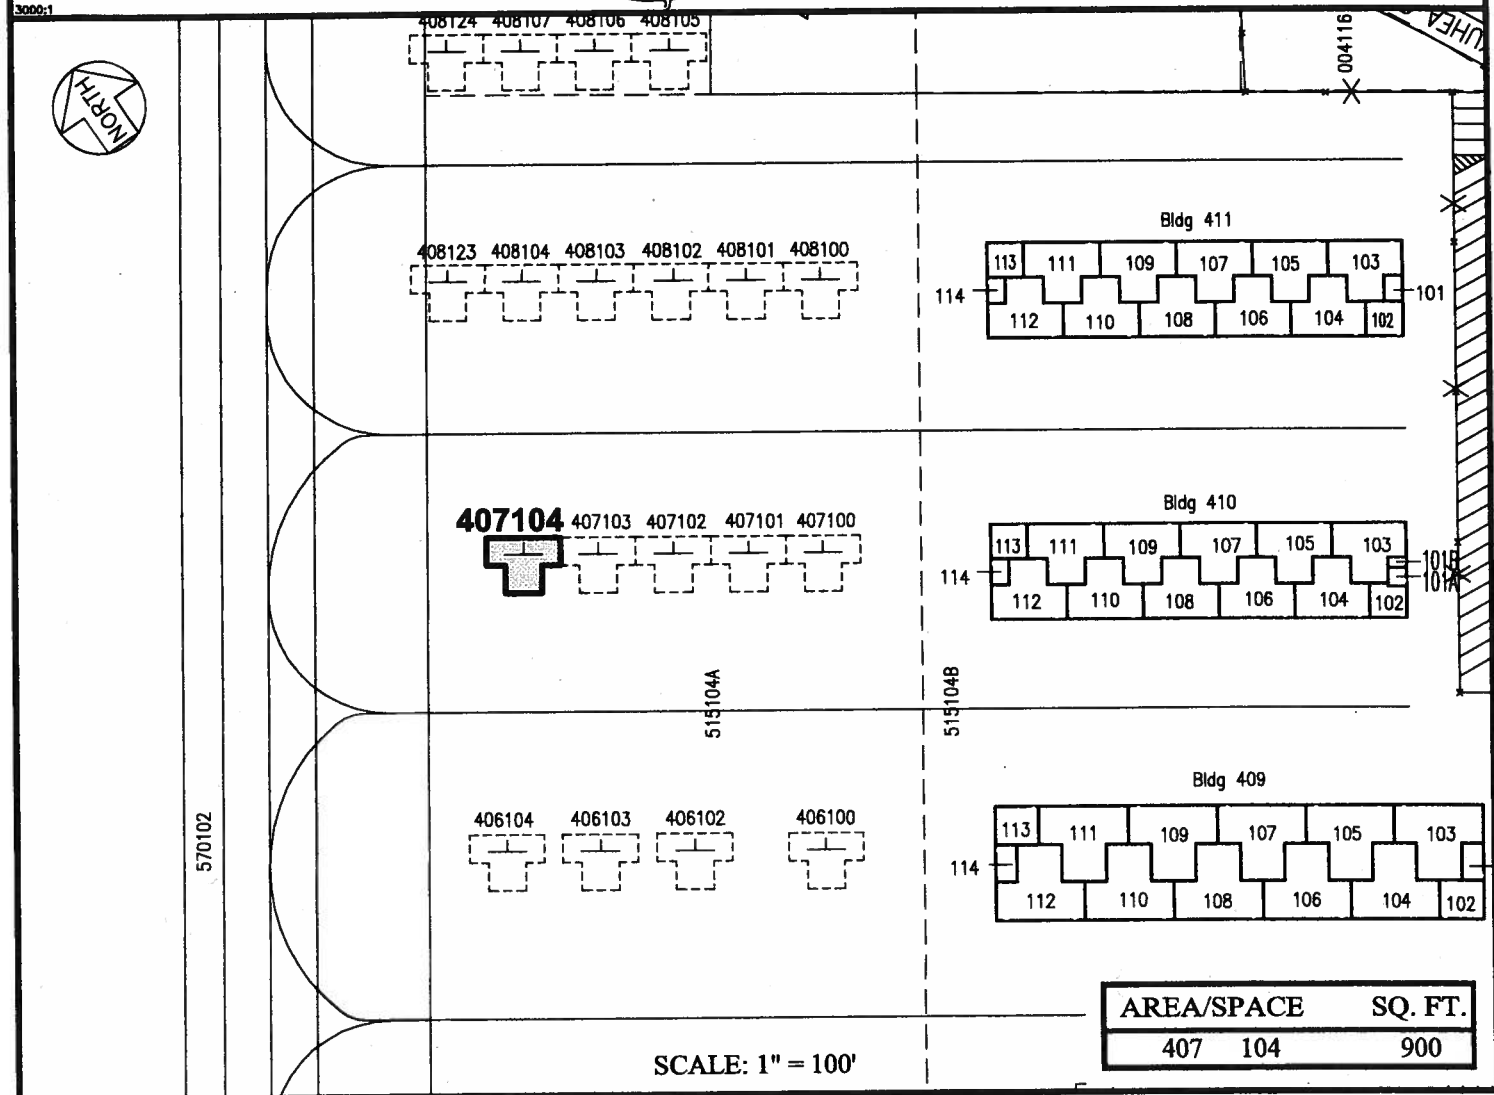 3000:1
408124 408107 408106 408105
004116
NORTH
408123 408104 408103 408102 408101 408100
Bldg 411
113 111 109 107 105 103
114
101
112 110 108 106 104 102
407104 407103 407102 407101 407100
Bldg 410
113 111 109 107 105 103
101B
114
101A
112 110 108 106 104 102
515104A
515104B
570102
406104 406103 406102 406100
Bldg 409
113 111 109 107 105 103
114
112 110 108 106 104 102
AREA/SPACE SQ. FT.
407 104 900
SCALE: 1" = 100'